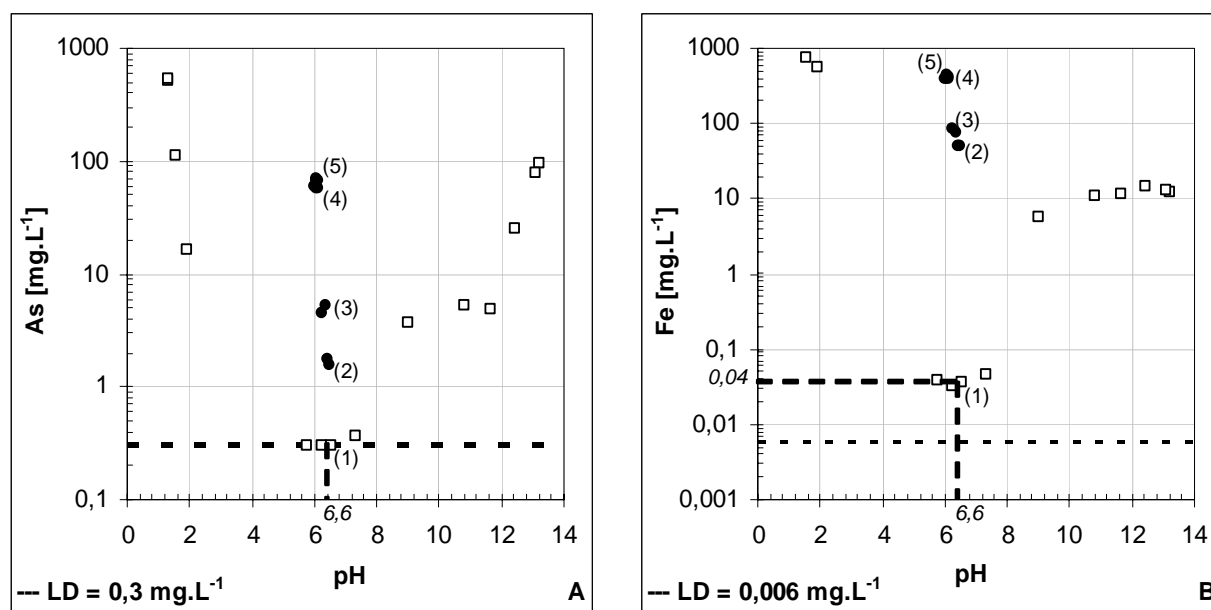 1000
100
10
1
0,1
As [mg.L-1]
(5)
(4)
(3)
(2)
(1)
6,6
0 2 4 6 8 10 12 14
pH
--- LD = 0,3 mg.L-1
A
1000
100
10
1
0,1
0,04
0,01
0,001
Fe [mg.L-1]
(5)
(4)
(3)
(2)
(1)
6,6
0 2 4 6 8 10 12 14
pH
--- LD = 0,006 mg.L-1
B